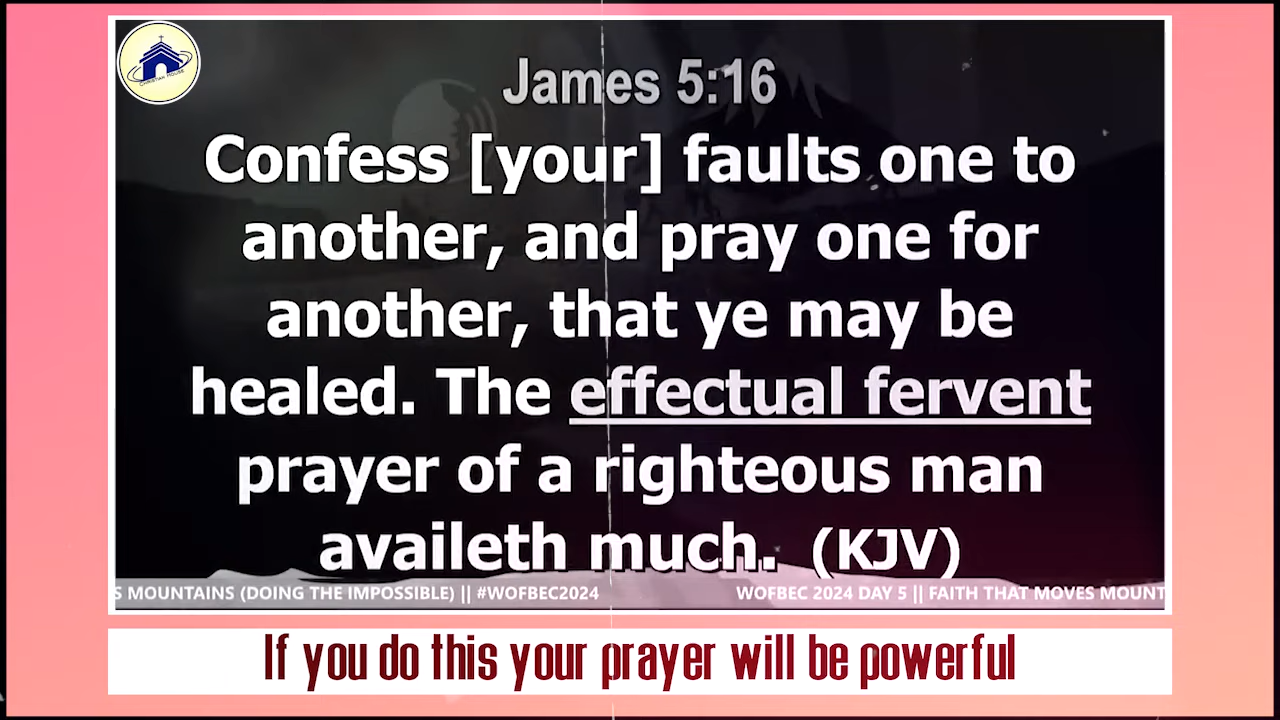 CHRISTIAN HOUSE
James 5:16
Confess [your] faults one to
another, and pray one for
another, that ye may be
healed. The effectual fervent
prayer of a righteous man
availeth much. (KJV)
S MOUNTAINS (DOING THE IMPOSSIBLE) || #WOFBEC2024 WOFBEC 2024 DAY 5 || FAITH THAT MOVES MOUNT
If you do this your prayer will be powerful